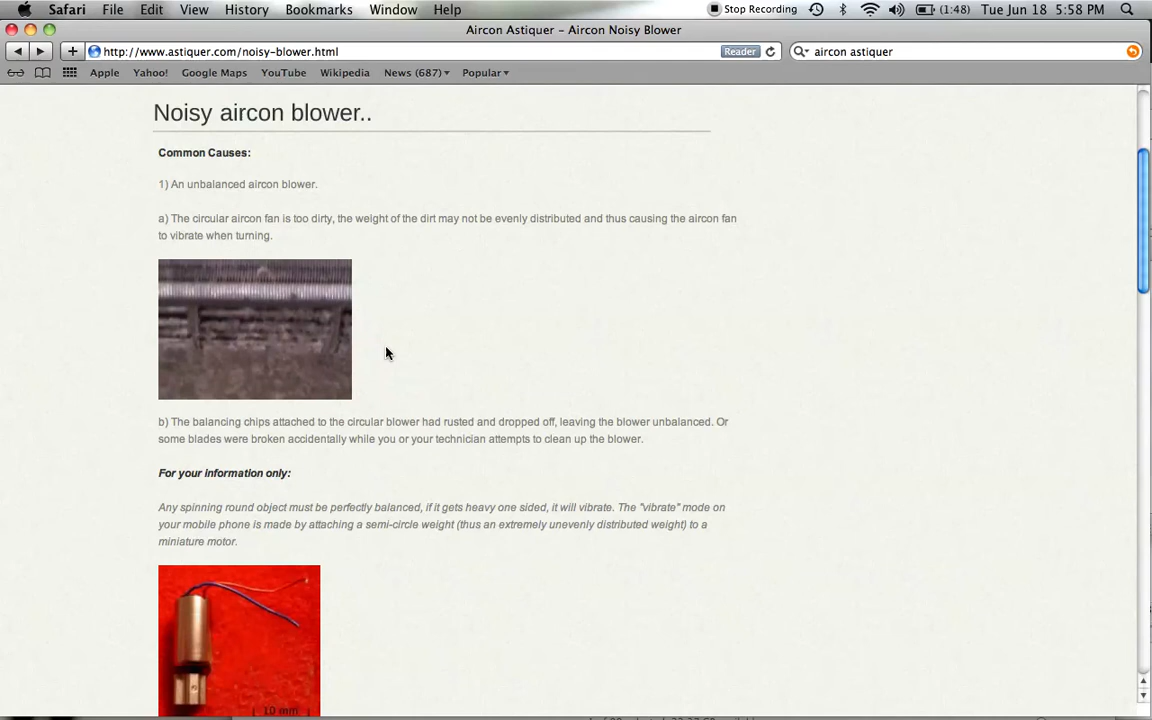 Safari File Edit View History Bookmarks Window Help Stop Recording (1:48) Tue Jun 18 5:58 PM
Aircon Astiquer – Aircon Noisy Blower
http://www.astiquer.com/noisy-blower.html Reader aircon astiquer
Apple Yahoo! Google Maps YouTube Wikipedia News (687) Popular
Noisy aircon blower..
Common Causes:
1) An unbalanced aircon blower.
a) The circular aircon fan is too dirty, the weight of the dirt may not be evenly distributed and thus causing the aircon fan
to vibrate when turning.
b) The balancing chips attached to the circular blower had rusted and dropped off, leaving the blower unbalanced. Or
some blades were broken accidentally while you or your technician attempts to clean up the blower.
For your information only:
Any spinning round object must be perfectly balanced, if it gets heavy one sided, it will vibrate. The "vibrate" mode on
your mobile phone is made by attaching a semi-circle weight (thus an extremely unevenly distributed weight) to a
miniature motor.
10 mm